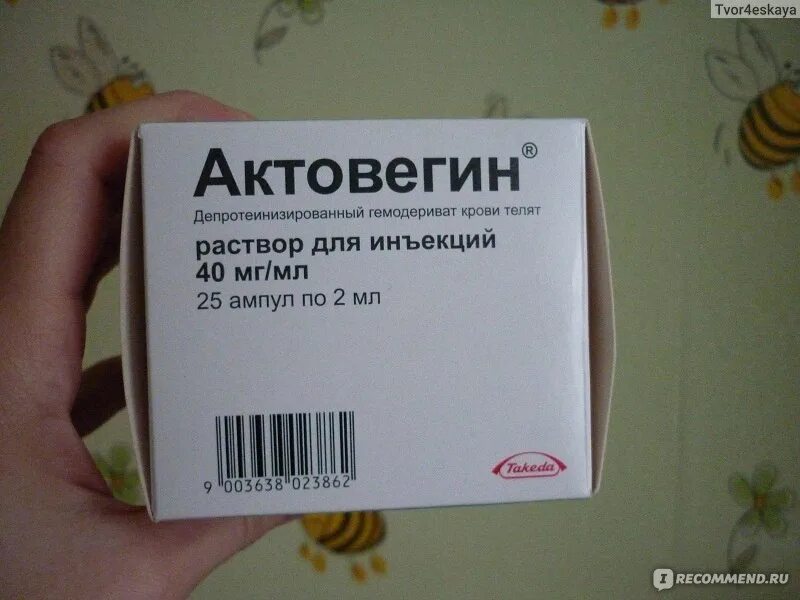 Tvor4eskaya
Актовегин®
Депротеинизированный гемодериват крови телят
раствор для инъекций
40 мг/мл
25 ампул по 2 мл
9 003638 023862
Takeda
I RECOMMEND.RU